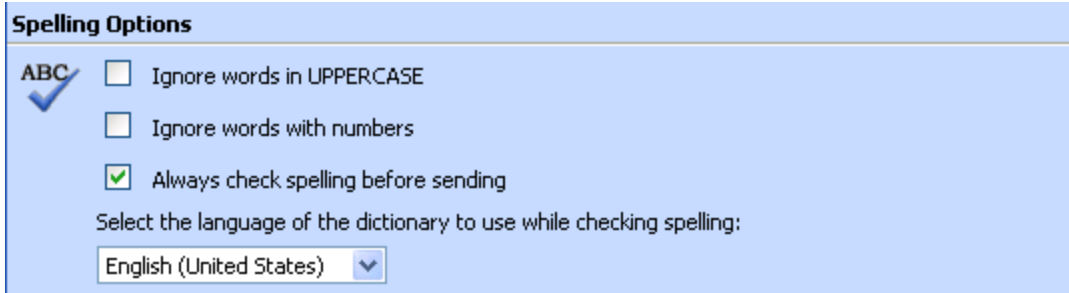 Spelling Options
ABC
Ignore words in UPPERCASE
Ignore words with numbers
Always check spelling before sending
Select the language of the dictionary to use while checking spelling:
English (United States)